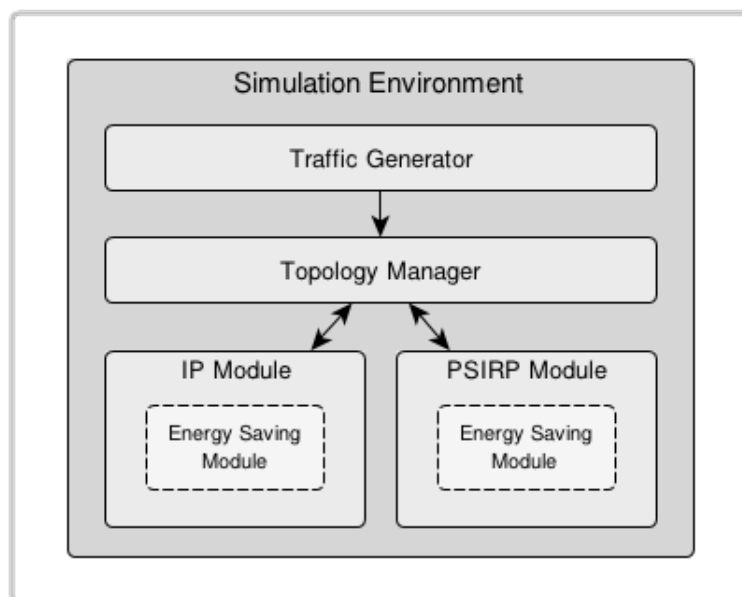 Simulation Environment
Traffic Generator
Topology Manager
IP Module
Energy Saving
Module
PSIRP Module
Energy Saving
Module